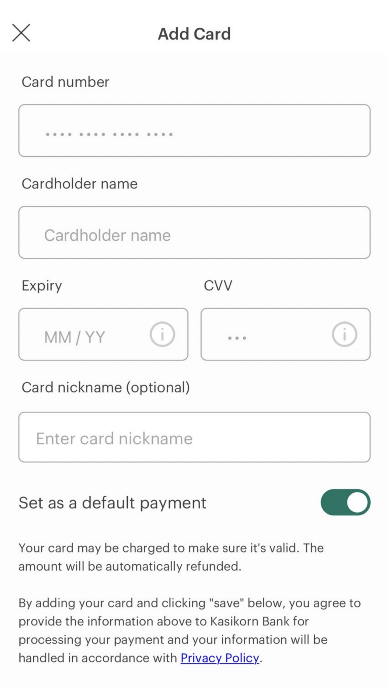 Add Card
Card number
•••• •••• •••• ••••
Cardholder name
Cardholder name
Expiry
CVV
MM / YY
•••
Card nickname (optional)
Enter card nickname
Set as a default payment
Your card may be charged to make sure it's valid. The
amount will be automatically refunded.
By adding your card and clicking "save" below, you agree to
provide the information above to Kasikorn Bank for
processing your payment and your information will be
handled in accordance with Privacy Policy.